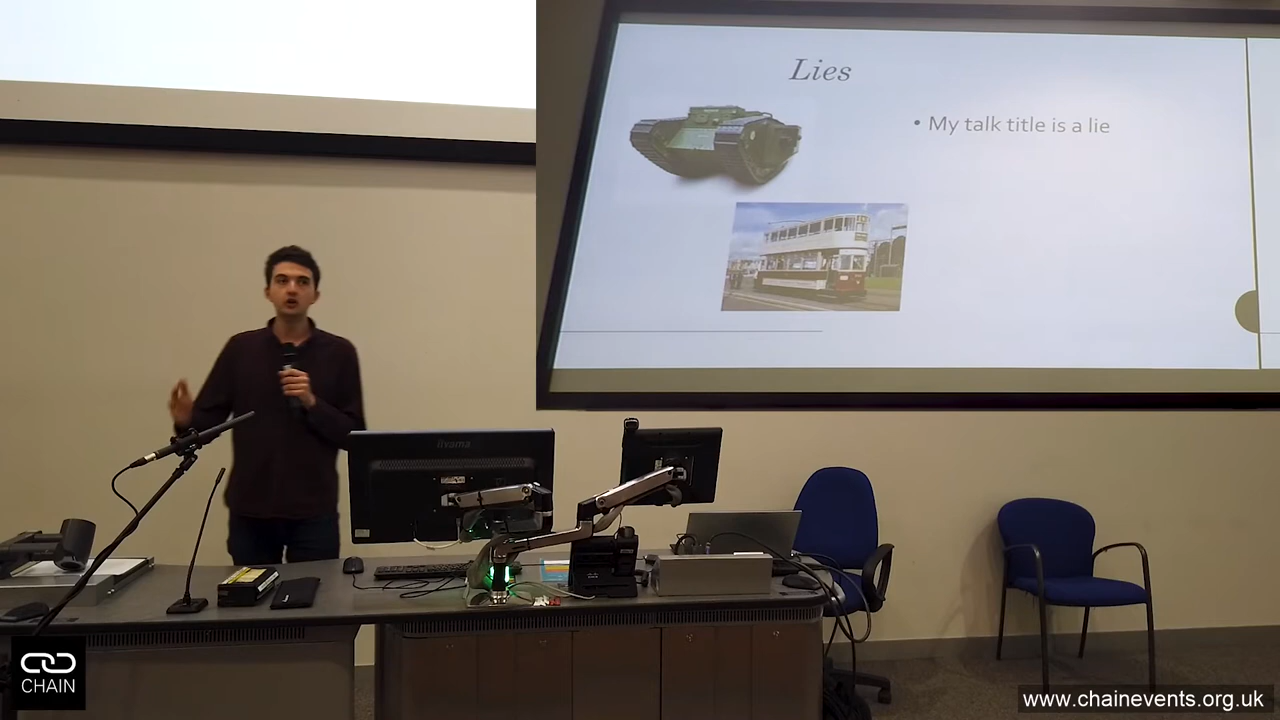 Lies
• My talk title is a lie
iiyama
CHAIN
www.chainevents.org.uk